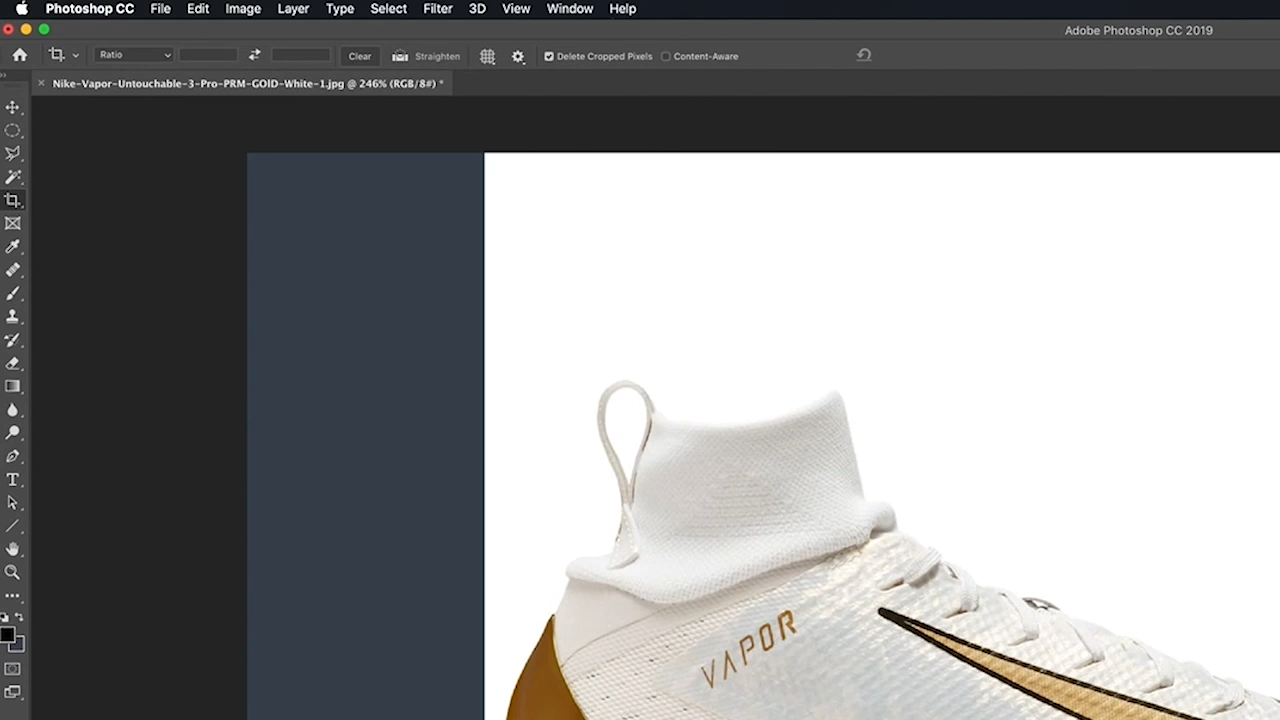 Photoshop CC File Edit Image Layer Type Select Filter 3D View Window Help
Adobe Photoshop CC 2019
Ratio Clear Straighten Delete Cropped Pixels Content-Aware
Nike-Vapor-Untouchable-3-Pro-PRM-GOlD-White-1.jpg @ 246% (RGB/8#) *
VAPOR